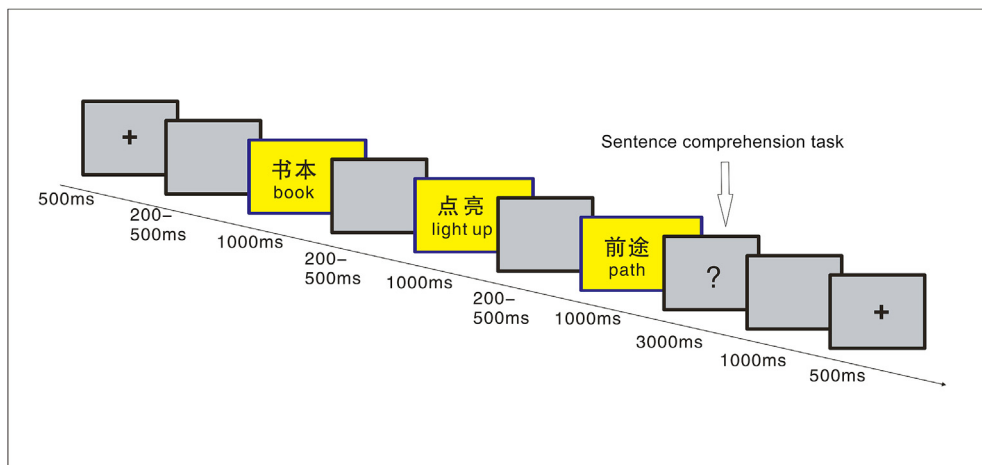 Sentence comprehension task
+
书本
book
点亮
light up
前途
path
?
+
500ms
200–
500ms
1000ms
200–
500ms
1000ms
200–
500ms
1000ms
3000ms
1000ms
500ms